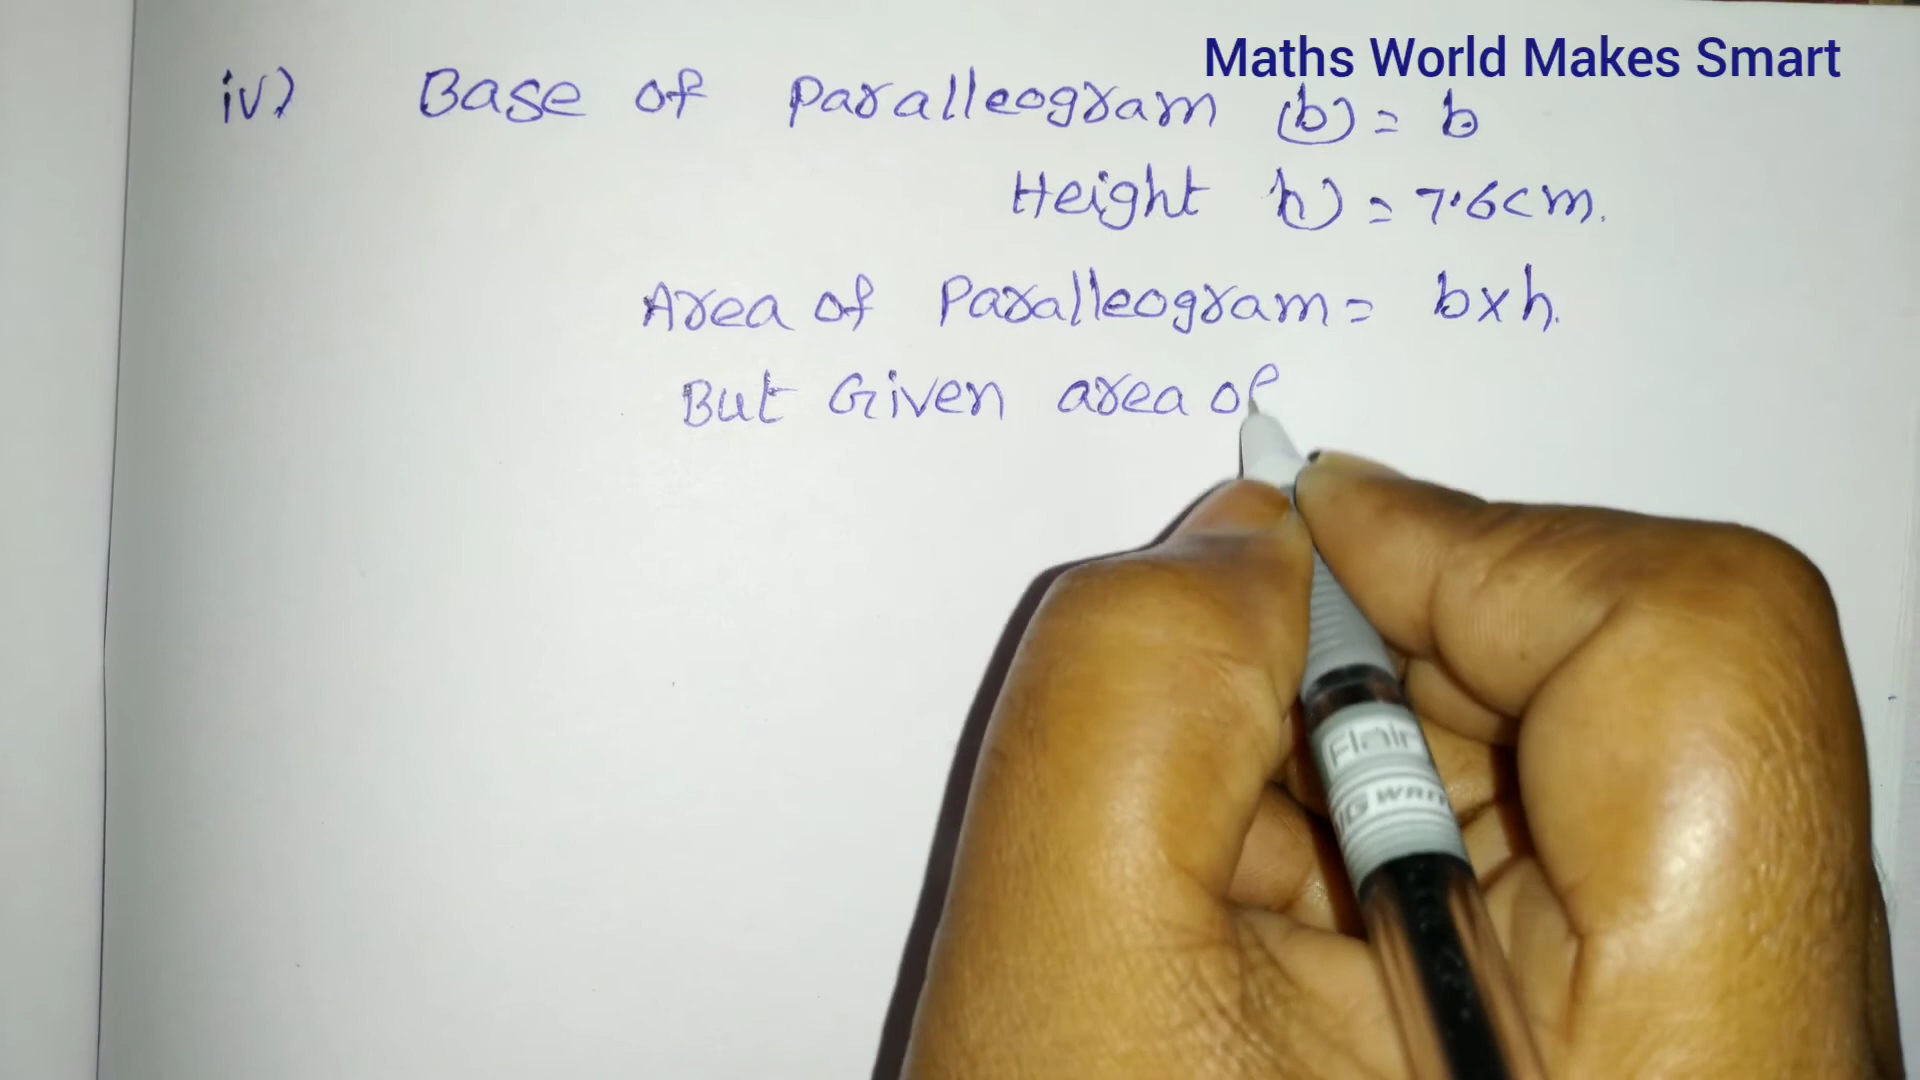 Maths World Makes Smart
iv) Base of Paralleogram (b) = b
Height h) = 7.6cm.
Area of Paralleogram = b×h.
But Given area of
Flair
WRIT